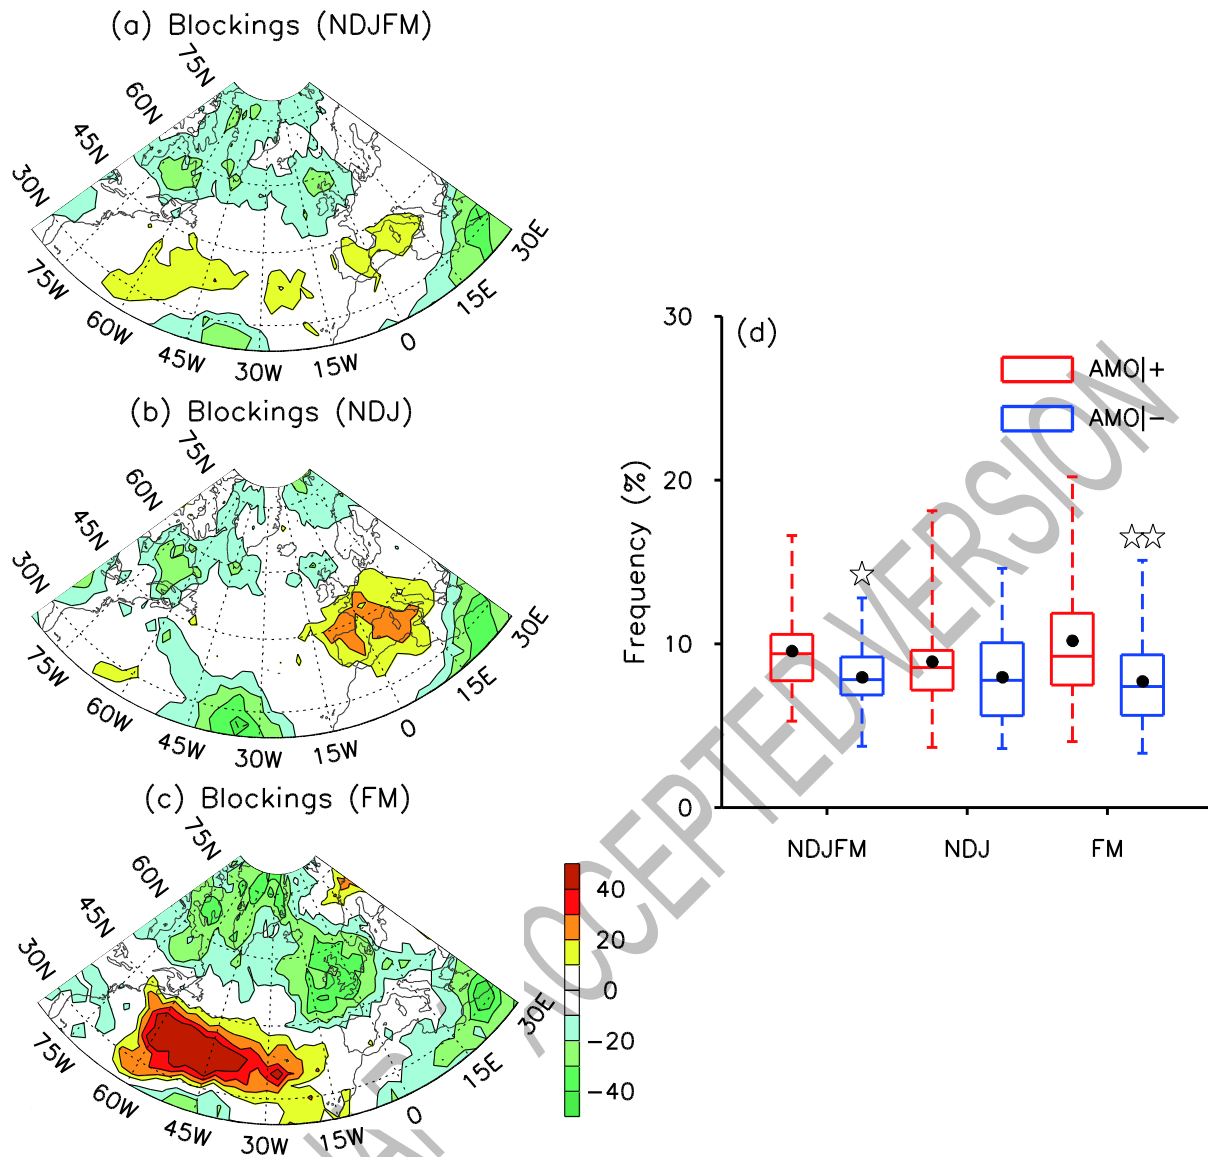 (a) Blockings (NDJFM)
75N
60N
45N
30N
75W
60W
45W
30W
15W
0
15E
30E
(b) Blockings (NDJ)
75N
60N
45N
30N
75W
60W
45W
30W
15W
0
15E
30E
(c) Blockings (FM)
75N
60N
45N
30N
75W
60W
45W
30W
15W
0
15E
30E
40
20
0
−20
−40
(d)
30
20
10
0
Frequency (%)
AMO|+
AMO|−
☆
☆☆
NDJFM
NDJ
FM
ACCEPTED VERSION